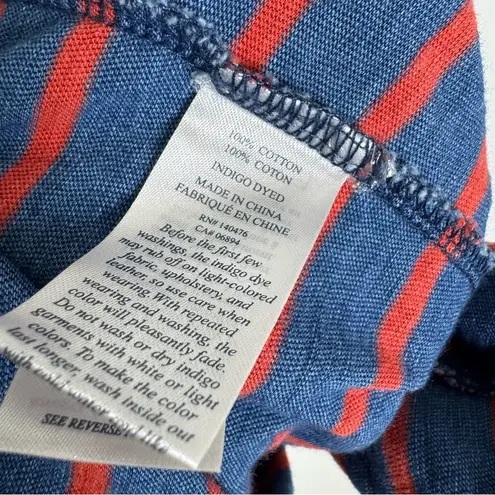 100% COTTON
100% COTON
INDIGO DYED
MADE IN CHINA
FABRIQUÉ EN CHINE
RN# 140476
CA# 06894
Before the first few
washings, the indigo dye
may rub off on light-colored
fabric, upholstery, and
leather, so use care when
wearing. With repeated
wearing and washing, the
color will pleasantly fade.
Do not wash or dry indigo
garments with white or light
colors. To make the color
last longer, wash inside out
SEE REVERSE